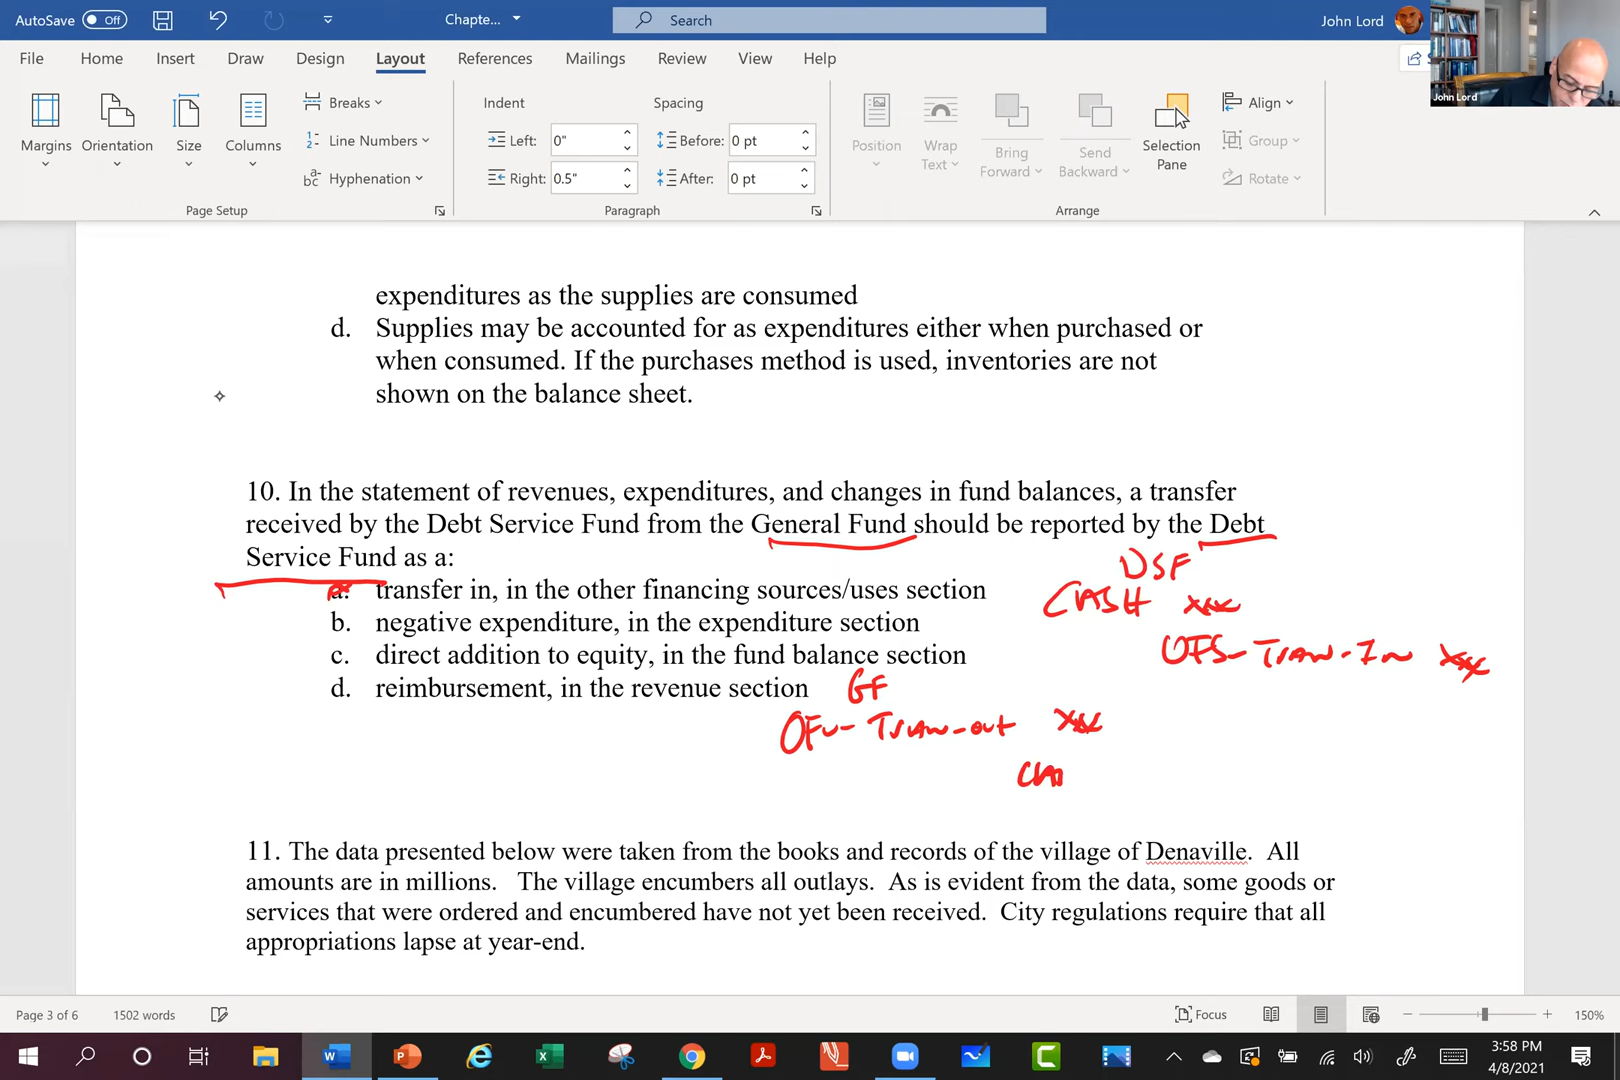 AutoSave Off Chapte... Search John Lord
File Home Insert Draw Design Layout References Mailings Review View Help
John Lord
Margins Orientation Size Columns
Breaks
Line Numbers
Hyphenation
Page Setup
Indent Spacing
Left: 0" Before: 0 pt
Right: 0.5" After: 0 pt
Paragraph
Position Wrap Text Bring Forward Send Backward Selection Pane
Align
Group
Rotate
Arrange
expenditures as the supplies are consumed
d. Supplies may be accounted for as expenditures either when purchased or
when consumed. If the purchases method is used, inventories are not
shown on the balance sheet.
10. In the statement of revenues, expenditures, and changes in fund balances, a transfer
received by the Debt Service Fund from the General Fund should be reported by the Debt
Service Fund as a:
DSF
a. transfer in, in the other financing sources/uses section
CASH xxx
b. negative expenditure, in the expenditure section
c. direct addition to equity, in the fund balance section
OFS-Tran-In xxx
d. reimbursement, in the revenue section
GF
OFU-Tran-out xxx
11. The data presented below were taken from the books and records of the village of Denaville. All
amounts are in millions. The village encumbers all outlays. As is evident from the data, some goods or
services that were ordered and encumbered have not yet been received. City regulations require that all
appropriations lapse at year-end.
Page 3 of 6 1502 words Focus 150%
3:58 PM
4/8/2021